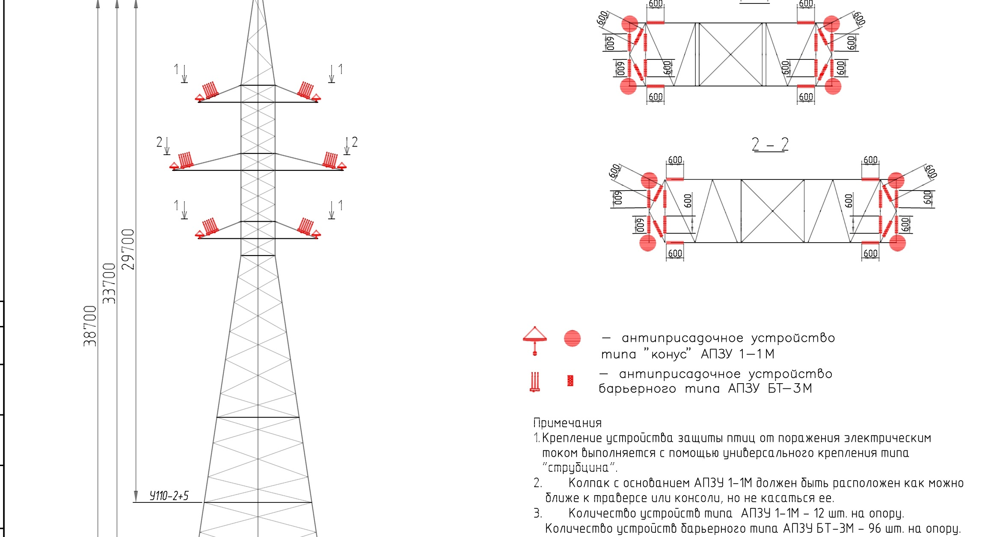 600 600
600 600
600 600
600 600 600 600
600 600
1 1
2 2
2 - 2
600 600
600 600
600 600
600 600 600 600
600 600
1 1
29700
33700
38700
У110-2+5
– антиприсадочное устройство
типа "конус" АПЗУ 1–1М
– антиприсадочное устройство
барьерного типа АПЗУ БТ–3М
Примечания
1. Крепление устройства защиты птиц от поражения электрическим
током выполняется с помощью универсального крепления типа
"струбцина".
2. Колпак с основанием АПЗУ 1-1М должен быть расположен как можно
ближе к траверсе или консоли, но не касаться ее.
3. Количество устройств типа АПЗУ 1-1М - 12 шт. на опору.
Количество устройств барьерного типа АПЗУ БТ-3М - 96 шт. на опору.